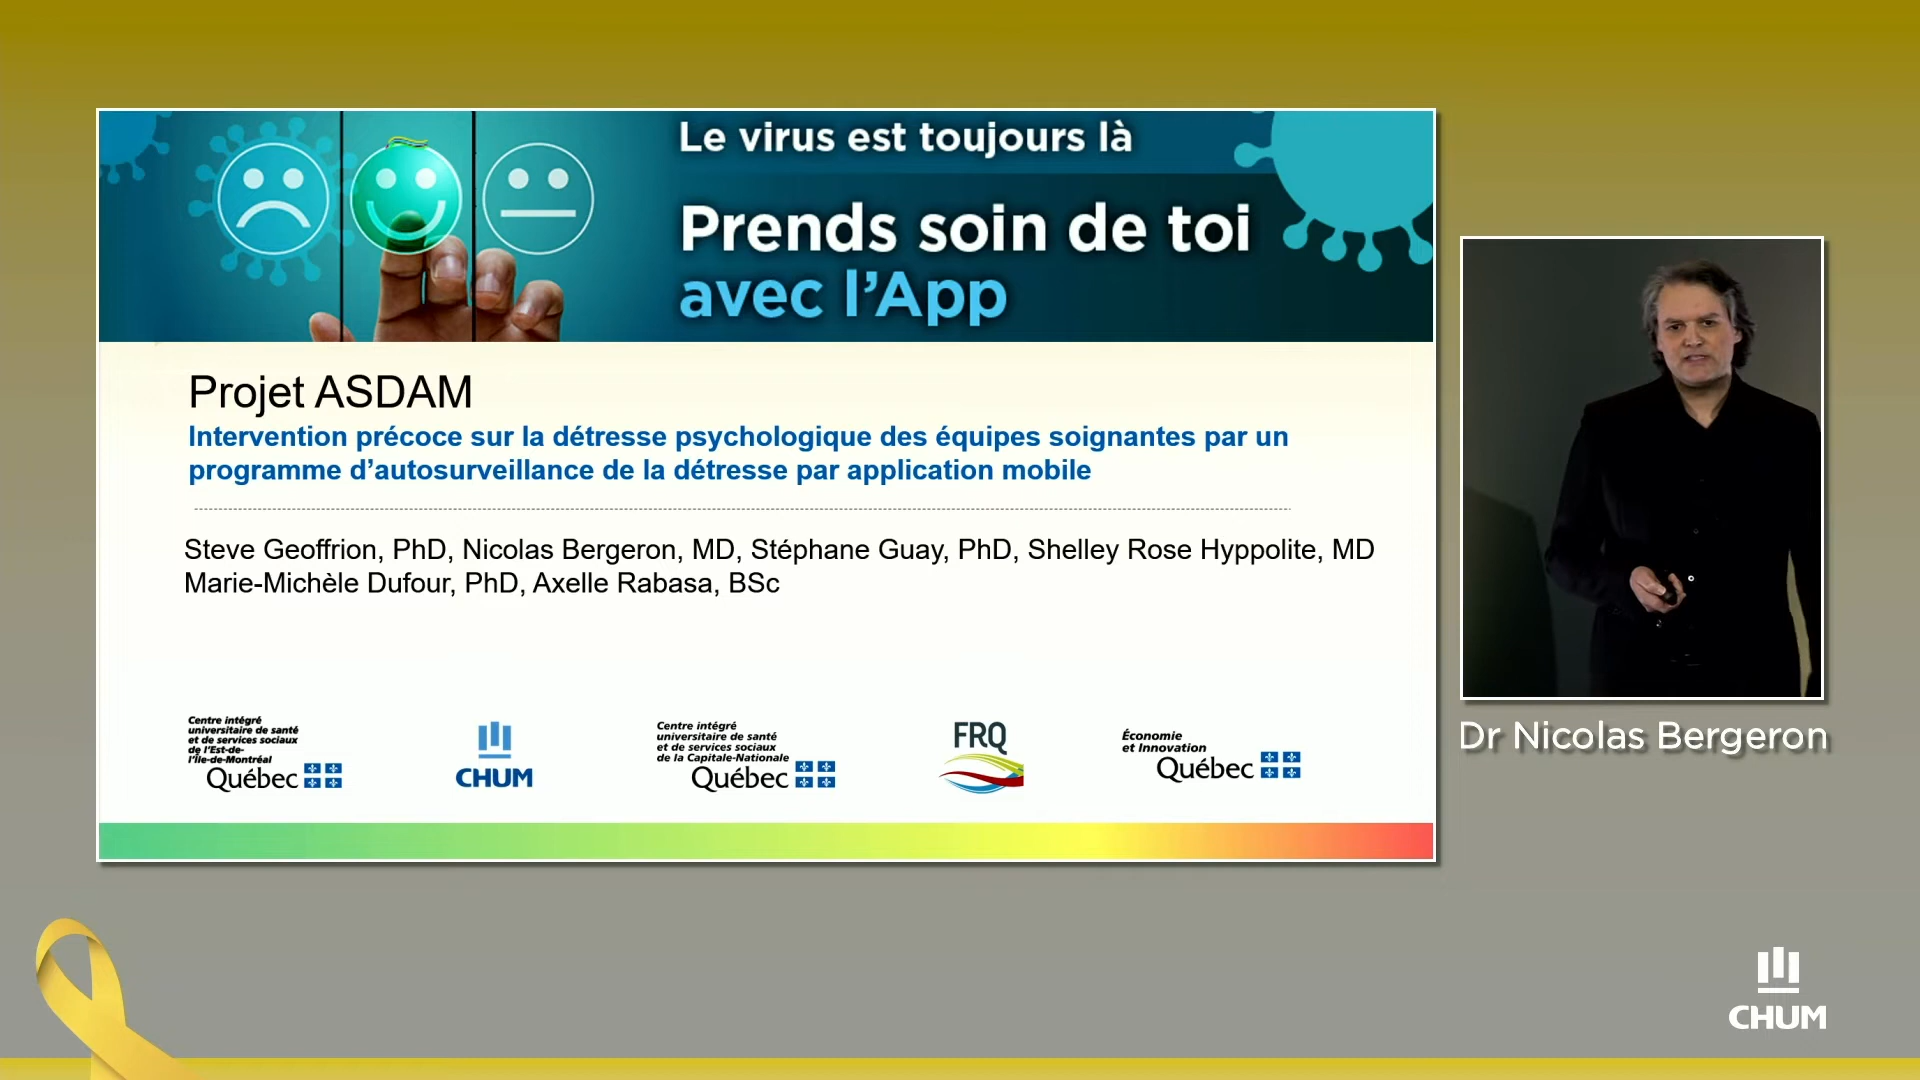 Le virus est toujours là
Prends soin de toi
avec l'App
Projet ASDAM
Intervention précoce sur la détresse psychologique des équipes soignantes par un
programme d'autosurveillance de la détresse par application mobile
Steve Geoffrion, PhD, Nicolas Bergeron, MD, Stéphane Guay, PhD, Shelley Rose Hyppolite, MD
Marie-Michèle Dufour, PhD, Axelle Rabasa, BSc
Centre intégré
universitaire de santé
et de services sociaux
de l'Est-de-
l'Île-de-Montréal
Québec
CHUM
Centre intégré
universitaire de santé
et de services sociaux
de la Capitale-Nationale
Québec
FRQ
Économie
et Innovation
Québec
Dr Nicolas Bergeron
CHUM